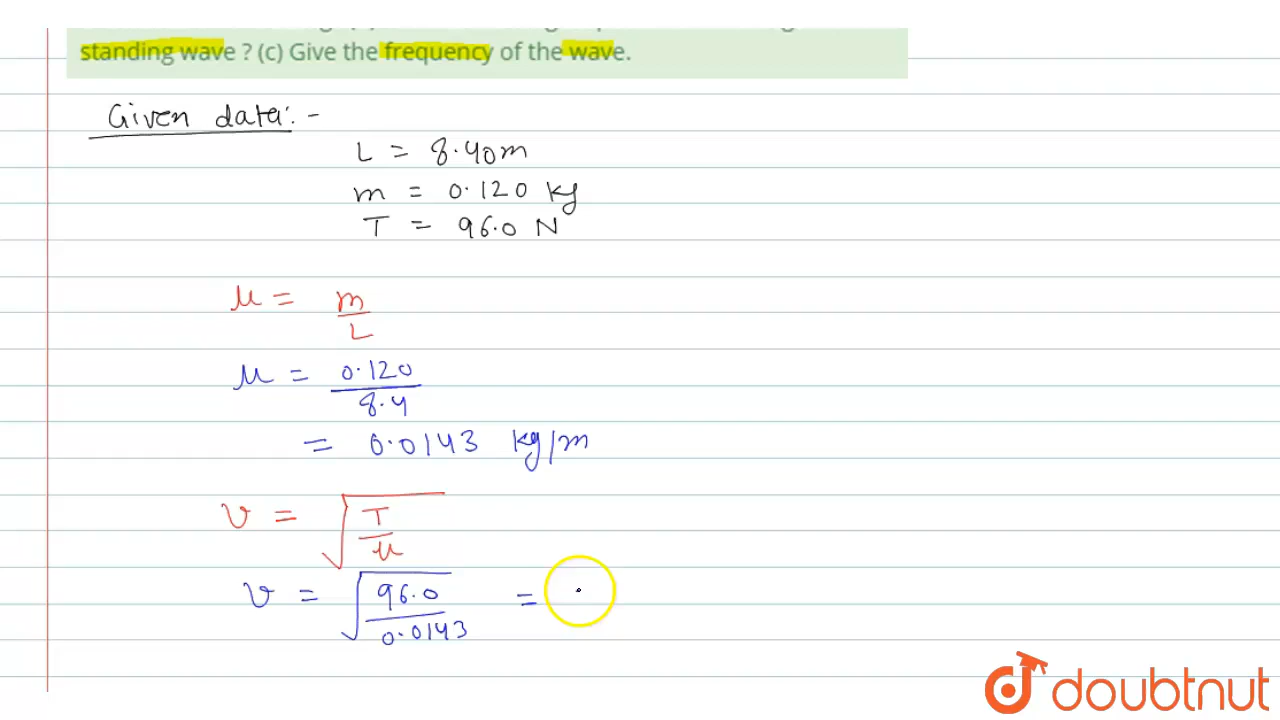 standing wave ? (c) Give the frequency of the wave.
Given data:-
L = 8.40m
m = 0.120 kg
T = 96.0 N
μ = m/L
μ = 0.120/8.4
= 0.0143 kg/m
v = √(T/μ)
v = √(96.0/0.0143) =
doubtnut